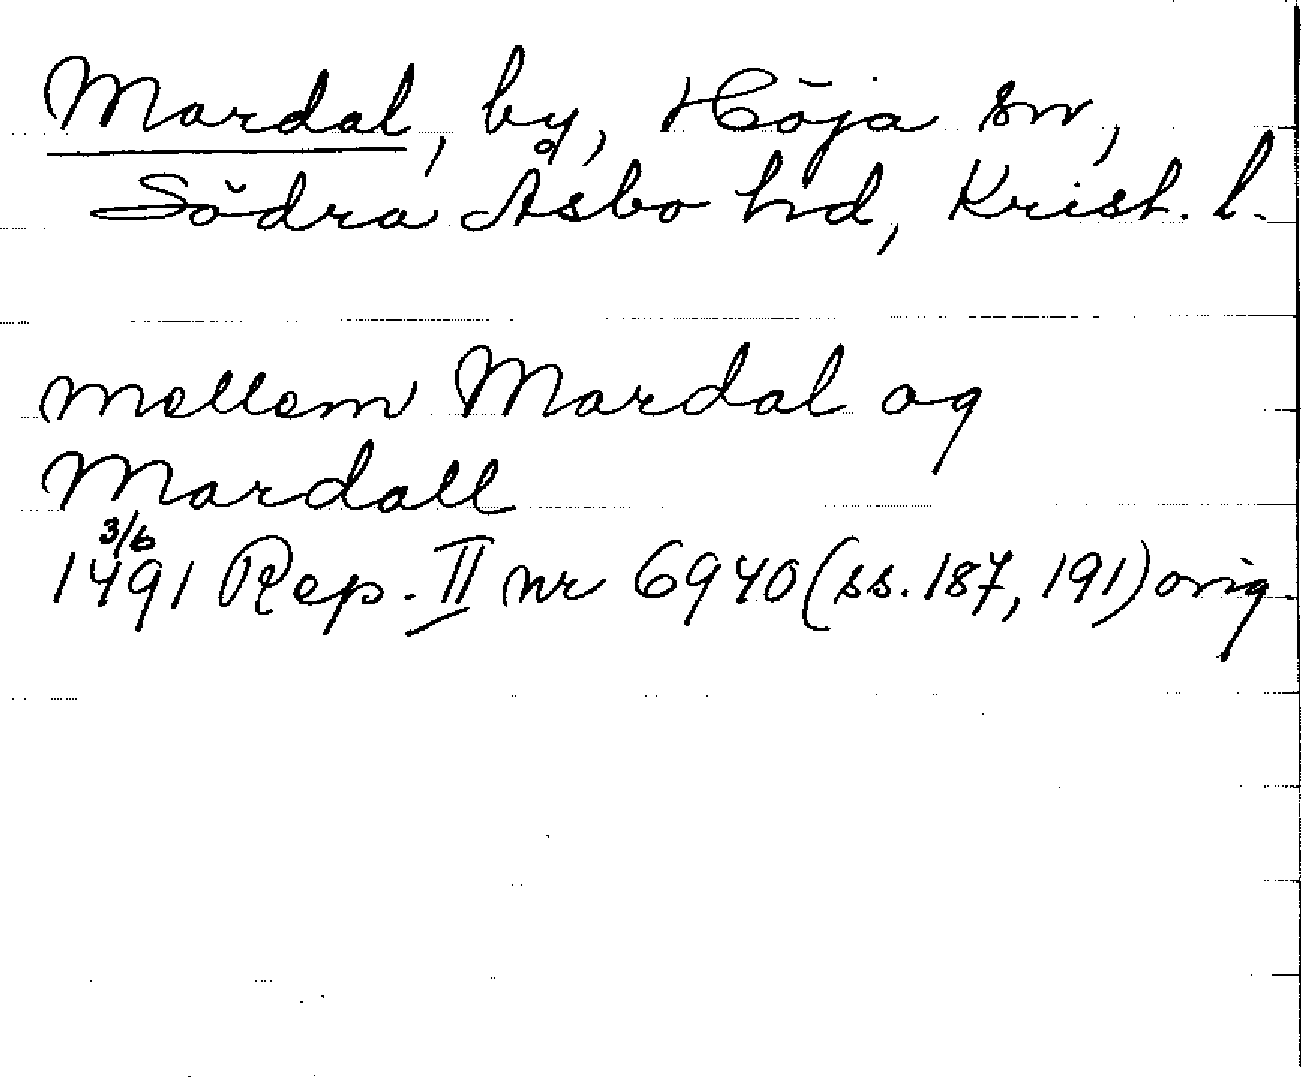 Mardal, by, Höja sn,
Södra Åsbo hd, Krist. l.
mellem Mardal og
Mardall
3/6
1491 Rep. II nr 6940 (ss. 187, 191) orig.